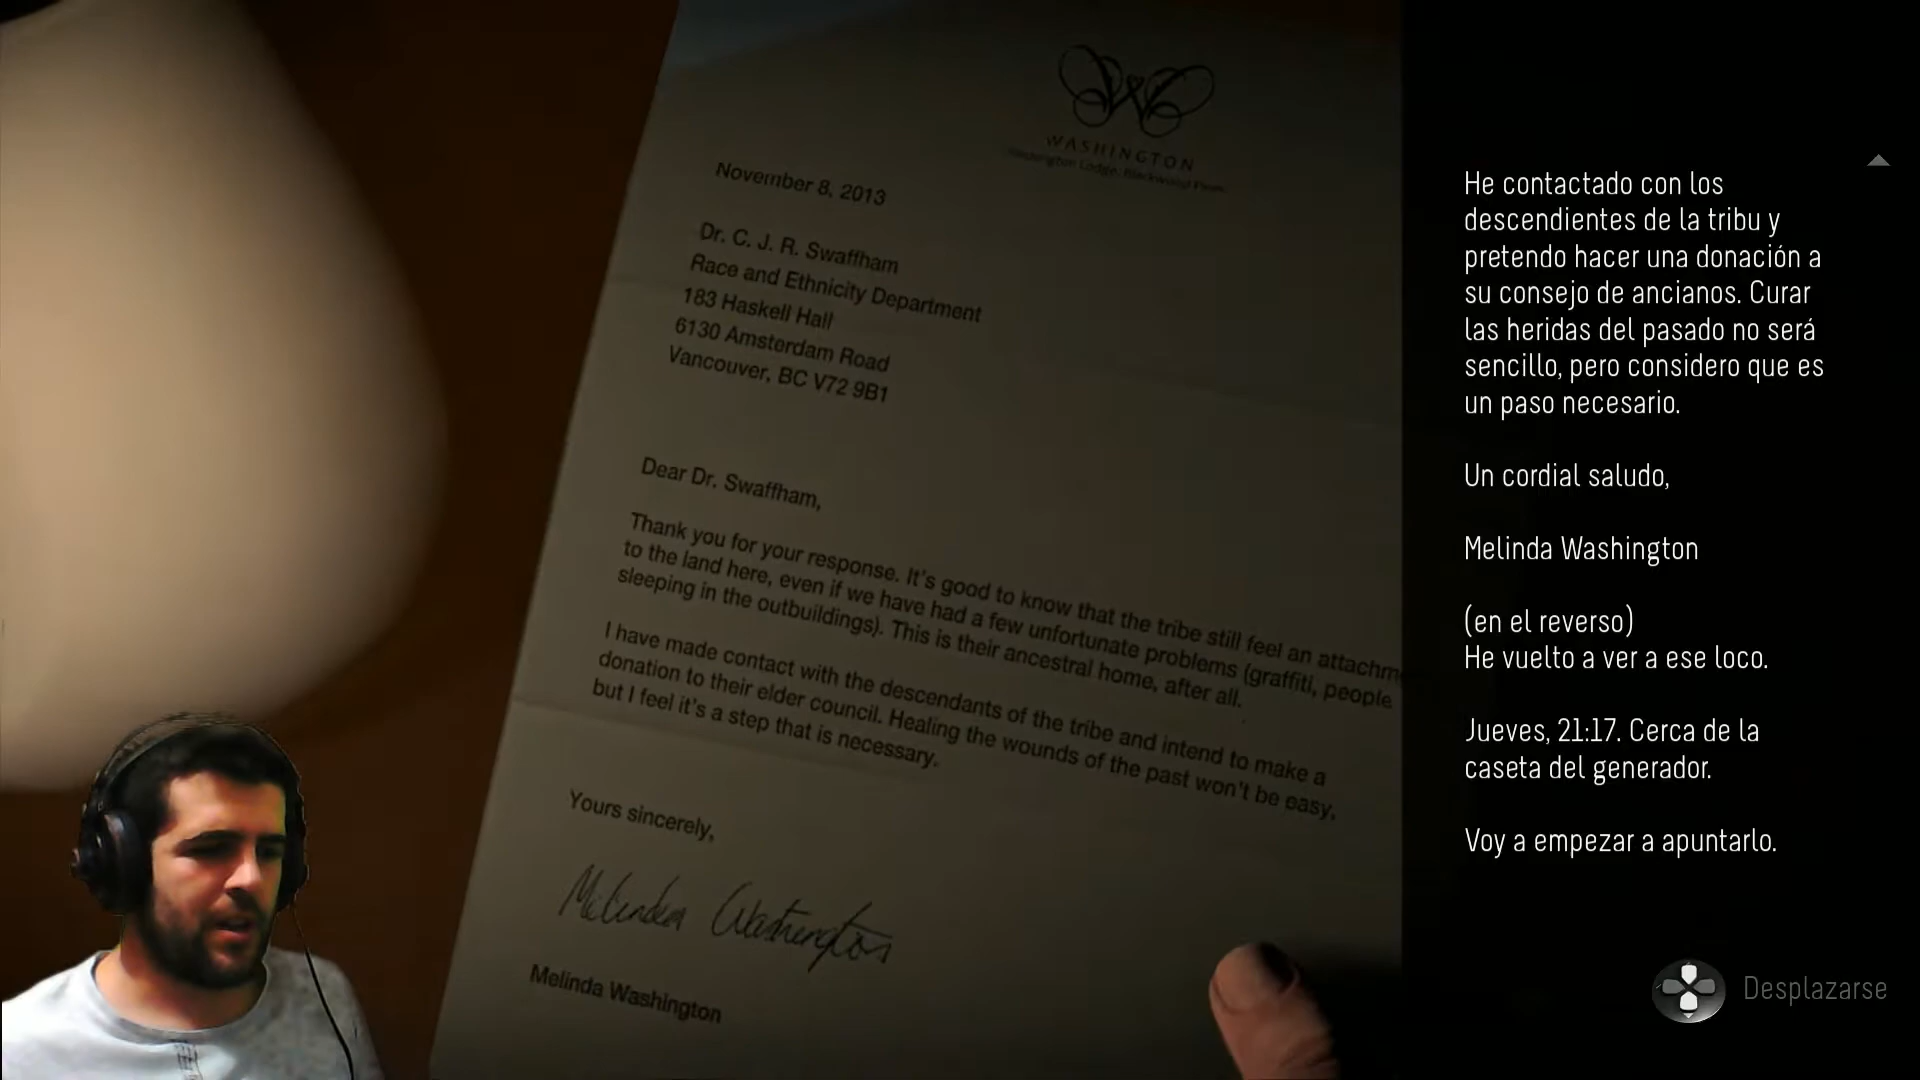 WASHINGTON
Washington Lodge, Blackwood Pines
November 8, 2013
Dr. C. J. R. Swaffham
Race and Ethnicity Department
183 Haskell Hall
6130 Amsterdam Road
Vancouver, BC V72 9B1
Dear Dr. Swaffham,
Thank you for your response. It's good to know that the tribe still feel an attachm
to the land here, even if we have had a few unfortunate problems (graffiti, people
sleeping in the outbuildings). This is their ancestral home, after all.
I have made contact with the descendants of the tribe and intend to make a
donation to their elder council. Healing the wounds of the past won't be easy,
but I feel it's a step that is necessary.
Yours sincerely,
Melinda Washington
Melinda Washington
He contactado con los
descendientes de la tribu y
pretendo hacer una donación a
su consejo de ancianos. Curar
las heridas del pasado no será
sencillo, pero considero que es
un paso necesario.
Un cordial saludo,
Melinda Washington
(en el reverso)
He vuelto a ver a ese loco.
Jueves, 21:17. Cerca de la
caseta del generador.
Voy a empezar a apuntarlo.
Desplazarse